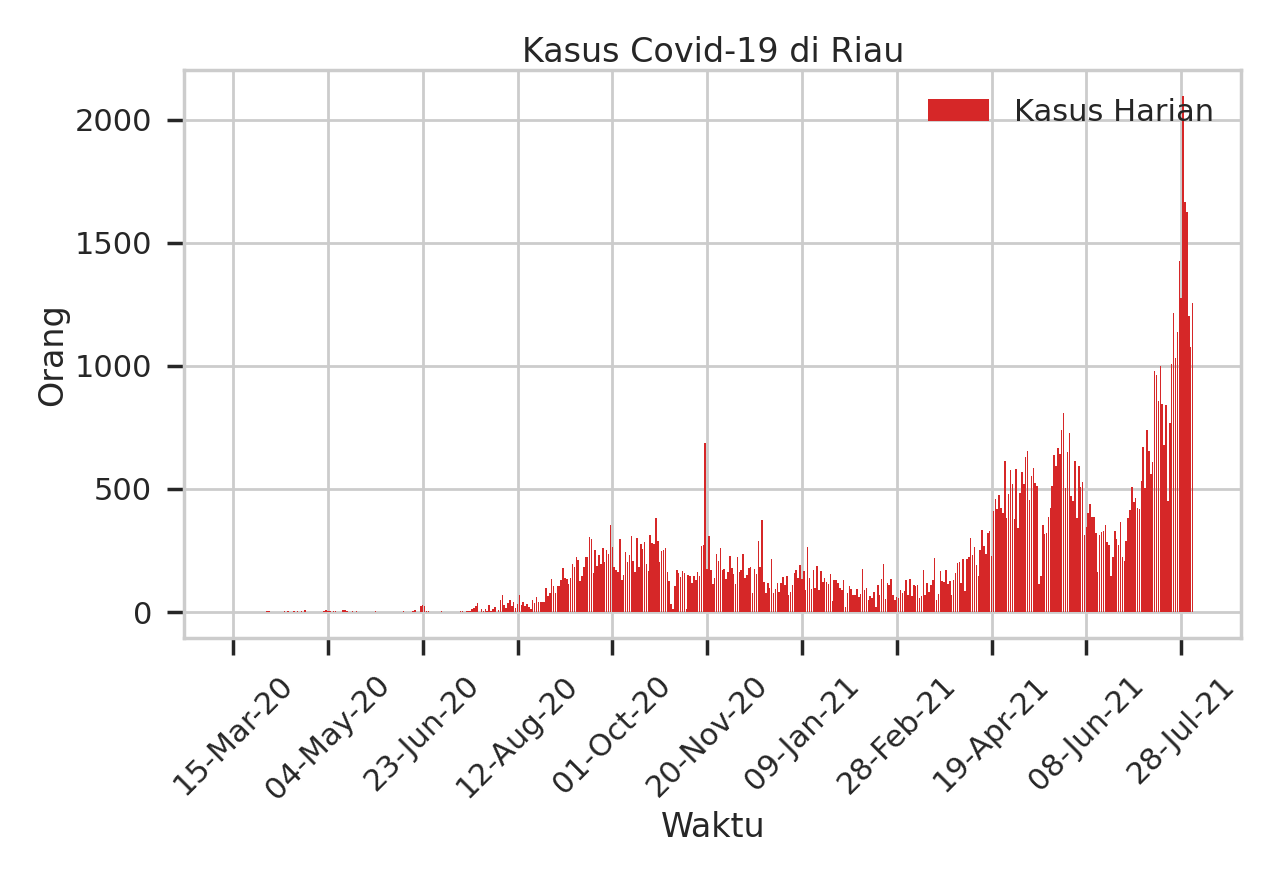 Kasus Covid-19 di Riau
Kasus Harian
2000
1500
1000
500
0
Orang
15-Mar-20
04-May-20
23-Jun-20
12-Aug-20
01-Oct-20
20-Nov-20
09-Jan-21
28-Feb-21
19-Apr-21
08-Jun-21
28-Jul-21
Waktu